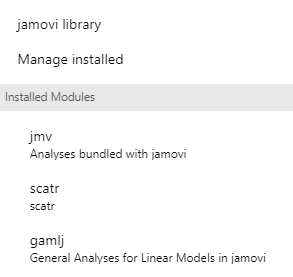 jamovi library
Manage installed
Installed Modules
jmv
Analyses bundled with jamovi
scatr
scatr
gamlj
General Analyses for Linear Models in jamovi